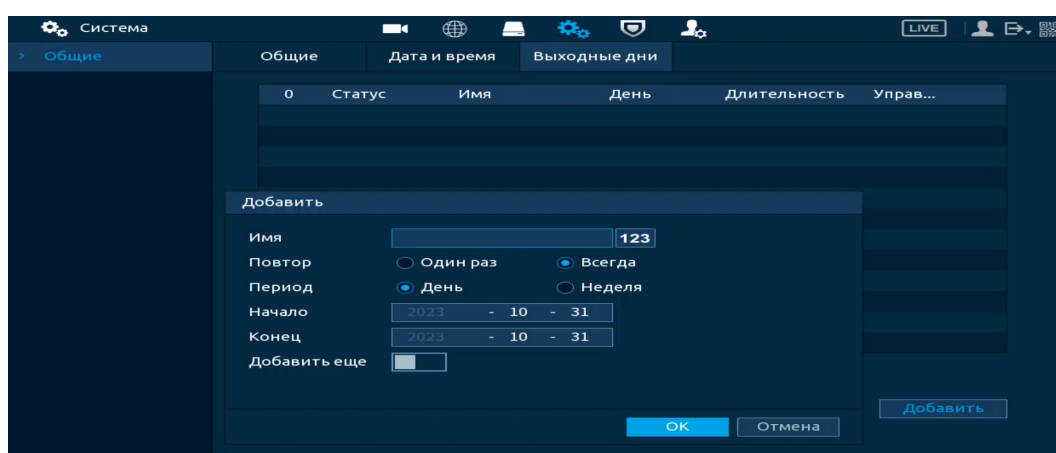 Система LIVE
> Общие Общие Дата и время Выходные дни
0 Статус Имя День Длительность Управ...
Добавить
Имя 123
Повтор Один раз Всегда
Период День Неделя
Начало 2023 - 10 - 31
Конец 2023 - 10 - 31
Добавить еще
Добавить
OK Отмена